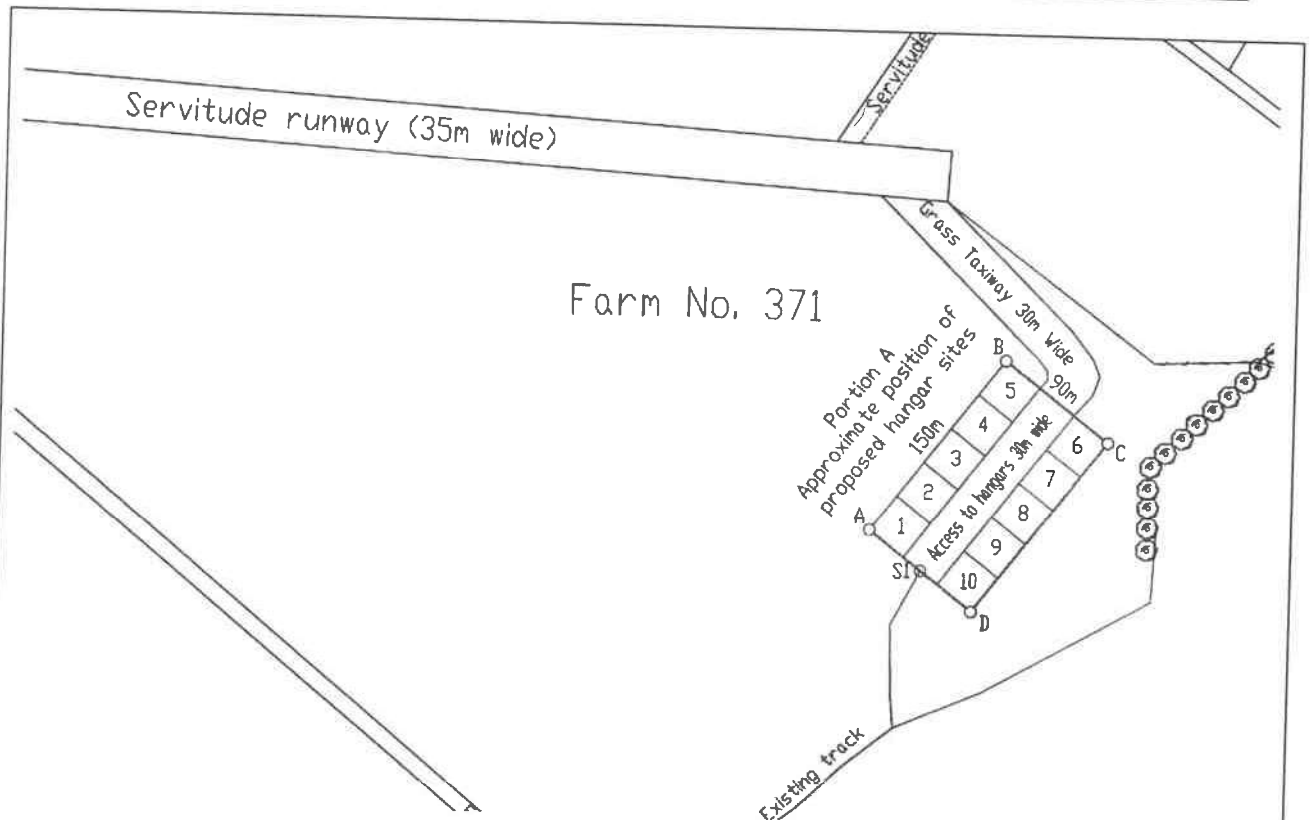 Servitude
Servitude runway (35m wide)
Grass Taxiway 30m Wide
Farm No. 371
Portion A
Approximate position of
proposed hangar sites
150m
B
90m
5
4
3
2
1
A
Access to hangars 30m wide
6
C
7
8
9
10
S1
D
Existing track